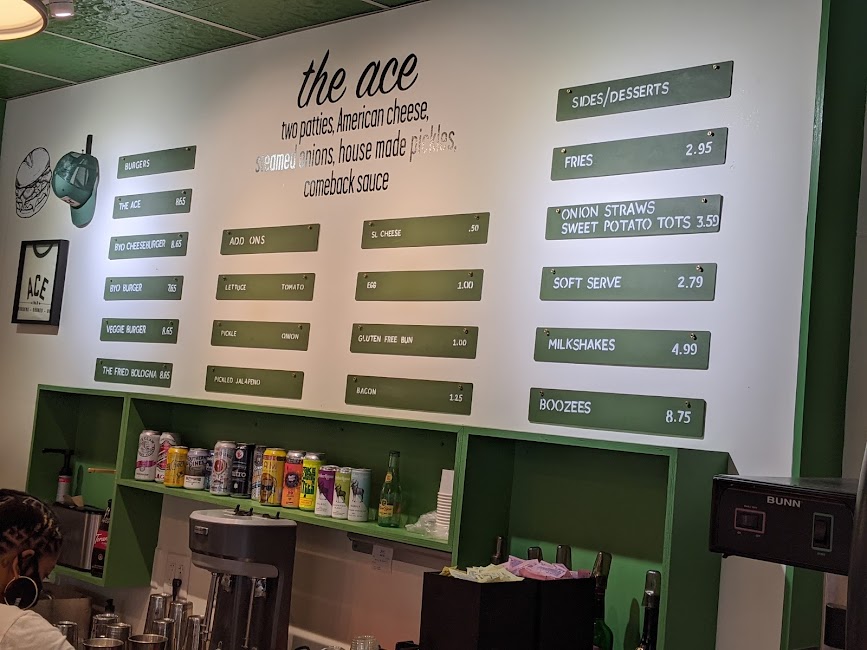 the ace
two patties, American cheese,
steamed onions, house made pickles,
comeback sauce
BURGERS
THE ACE 8.65
BYO CHEESEBURGER 8.65
BYO BURGER 7.65
VEGGIE BURGER 8.65
THE FRIED BOLOGNA 8.65
ADD ONS
LETTUCE TOMATO
PICKLE ONION
PICKLED JALAPENO
SL CHEESE .50
EGG 1.00
GLUTEN FREE BUN 1.00
BACON 1.25
SIDES/DESSERTS
FRIES 2.95
ONION STRAWS
SWEET POTATO TOTS 3.59
SOFT SERVE 2.79
MILKSHAKES 4.99
BOOZEES 8.75
ACE
BUNN